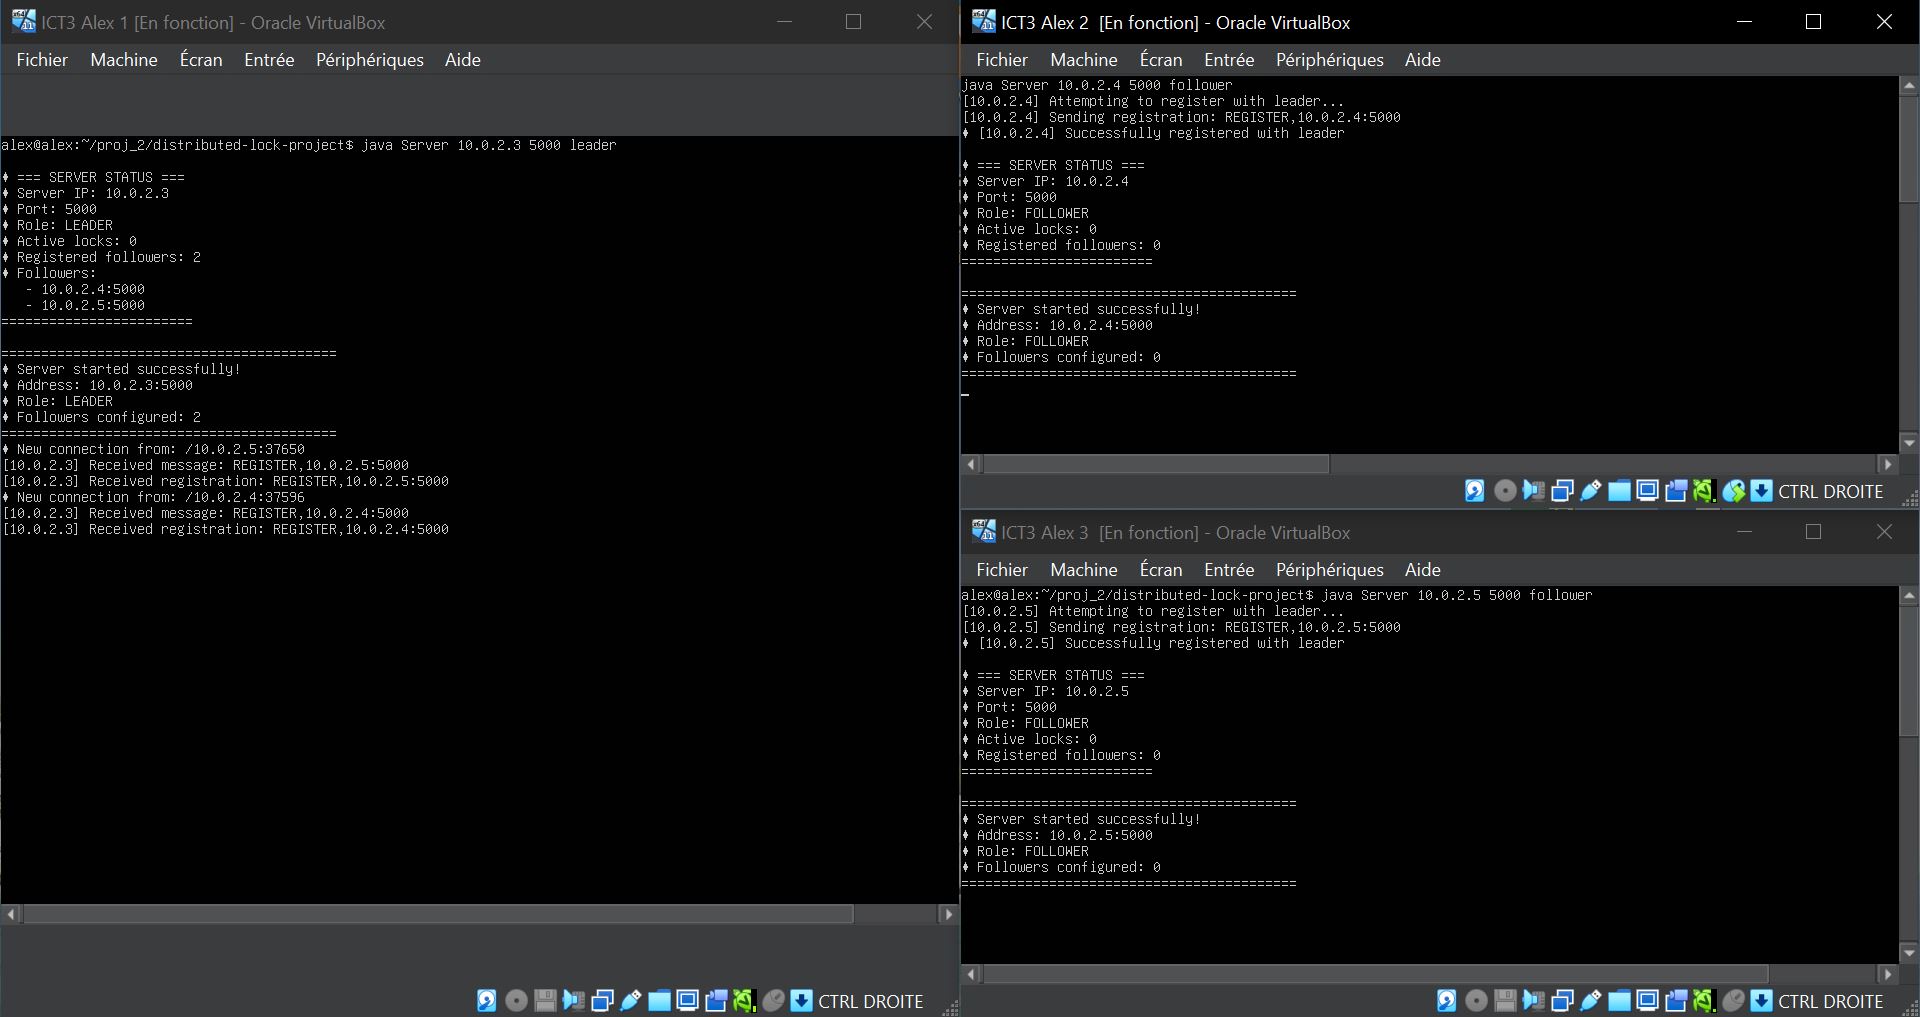 ICT3 Alex 1 [En fonction] - Oracle VirtualBox
Fichier Machine Écran Entrée Périphériques Aide
alex@alex:~/proj_2/distributed-lock-project$ java Server 10.0.2.3 5000 leader
♦ === SERVER STATUS ===
♦ Server IP: 10.0.2.3
♦ Port: 5000
♦ Role: LEADER
♦ Active locks: 0
♦ Registered followers: 2
♦ Followers:
- 10.0.2.4:5000
- 10.0.2.5:5000
========================
==========================================
♦ Server started successfully!
♦ Address: 10.0.2.3:5000
♦ Role: LEADER
♦ Followers configured: 2
==========================================
♦ New connection from: /10.0.2.5:37650
[10.0.2.3] Received message: REGISTER,10.0.2.5:5000
[10.0.2.3] Received registration: REGISTER,10.0.2.5:5000
♦ New connection from: /10.0.2.4:37596
[10.0.2.3] Received message: REGISTER,10.0.2.4:5000
[10.0.2.3] Received registration: REGISTER,10.0.2.4:5000
CTRL DROITE
ICT3 Alex 2 [En fonction] - Oracle VirtualBox
Fichier Machine Écran Entrée Périphériques Aide
java Server 10.0.2.4 5000 follower
[10.0.2.4] Attempting to register with leader...
[10.0.2.4] Sending registration: REGISTER,10.0.2.4:5000
♦ [10.0.2.4] Successfully registered with leader
♦ === SERVER STATUS ===
♦ Server IP: 10.0.2.4
♦ Port: 5000
♦ Role: FOLLOWER
♦ Active locks: 0
♦ Registered followers: 0
========================
==========================================
♦ Server started successfully!
♦ Address: 10.0.2.4:5000
♦ Role: FOLLOWER
♦ Followers configured: 0
==========================================
CTRL DROITE
ICT3 Alex 3 [En fonction] - Oracle VirtualBox
Fichier Machine Écran Entrée Périphériques Aide
alex@alex:~/proj_2/distributed-lock-project$ java Server 10.0.2.5 5000 follower
[10.0.2.5] Attempting to register with leader...
[10.0.2.5] Sending registration: REGISTER,10.0.2.5:5000
♦ [10.0.2.5] Successfully registered with leader
♦ === SERVER STATUS ===
♦ Server IP: 10.0.2.5
♦ Port: 5000
♦ Role: FOLLOWER
♦ Active locks: 0
♦ Registered followers: 0
========================
==========================================
♦ Server started successfully!
♦ Address: 10.0.2.5:5000
♦ Role: FOLLOWER
♦ Followers configured: 0
==========================================
CTRL DROITE